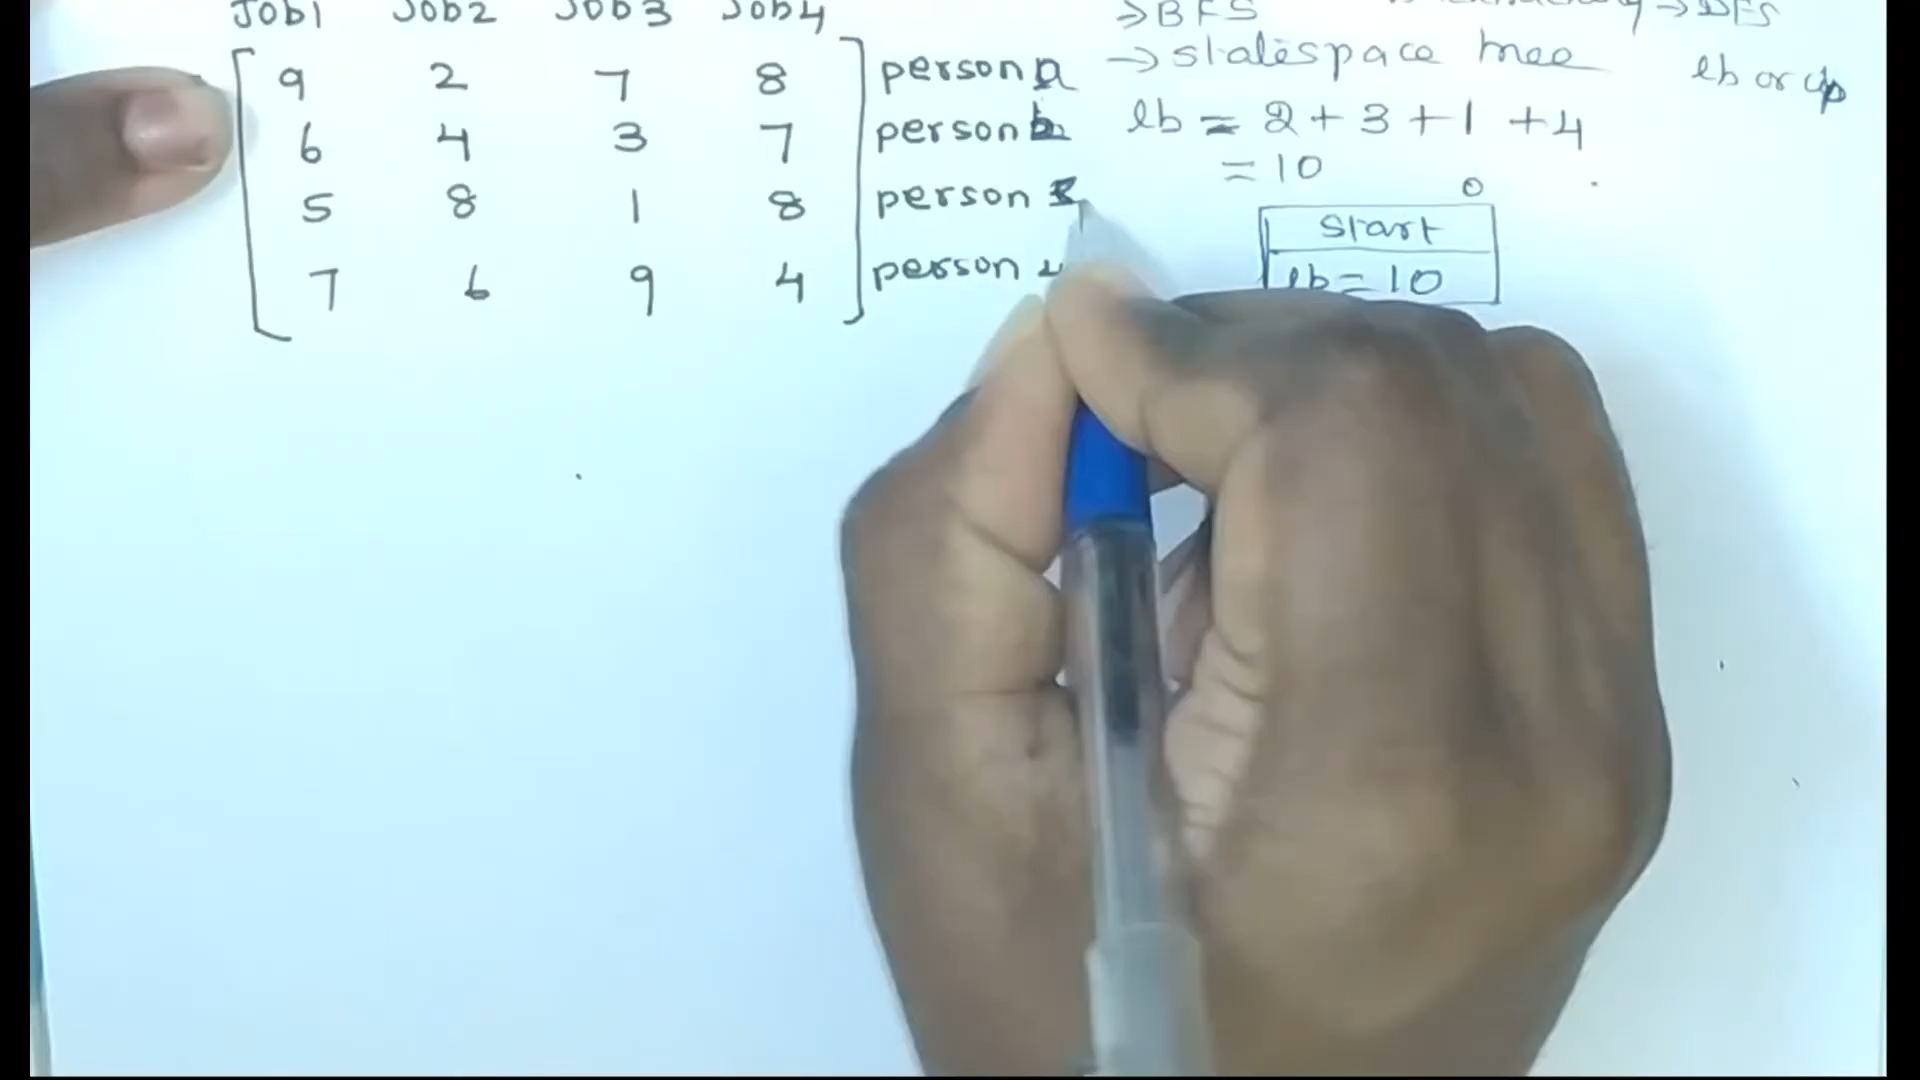 Job1 Job2 Job3 Job4
9 2 7 8 person a
6 4 3 7 person b
5 8 1 8 person
7 6 9 4 person
→BFS
→DFS
→statespace tree
lb or up
lb = 2+3+1+4
=10
0
Start
lb=10